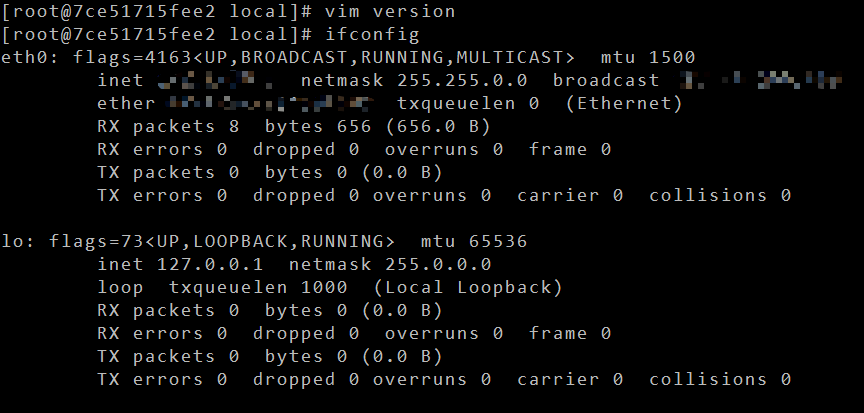 [root@7ce51715fee2 local]# vim version
[root@7ce51715fee2 local]# ifconfig
eth0: flags=4163<UP,BROADCAST,RUNNING,MULTICAST>  mtu 1500
        inet  netmask 255.255.0.0  broadcast
        ether  txqueuelen 0  (Ethernet)
        RX packets 8  bytes 656 (656.0 B)
        RX errors 0  dropped 0  overruns 0  frame 0
        TX packets 0  bytes 0 (0.0 B)
        TX errors 0  dropped 0 overruns 0  carrier 0  collisions 0

lo: flags=73<UP,LOOPBACK,RUNNING>  mtu 65536
        inet 127.0.0.1  netmask 255.0.0.0
        loop  txqueuelen 1000  (Local Loopback)
        RX packets 0  bytes 0 (0.0 B)
        RX errors 0  dropped 0  overruns 0  frame 0
        TX packets 0  bytes 0 (0.0 B)
        TX errors 0  dropped 0 overruns 0  carrier 0  collisions 0